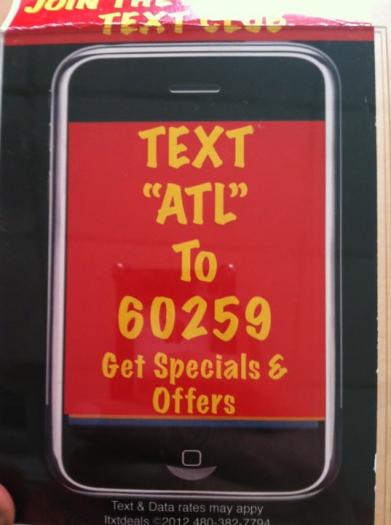 JOIN THE
TEXT CLUB
TEXT
“ATL”
To
60259
Get Specials &
Offers
Text & Data rates may appy
Itxtdeals ©2012 480-382-7794